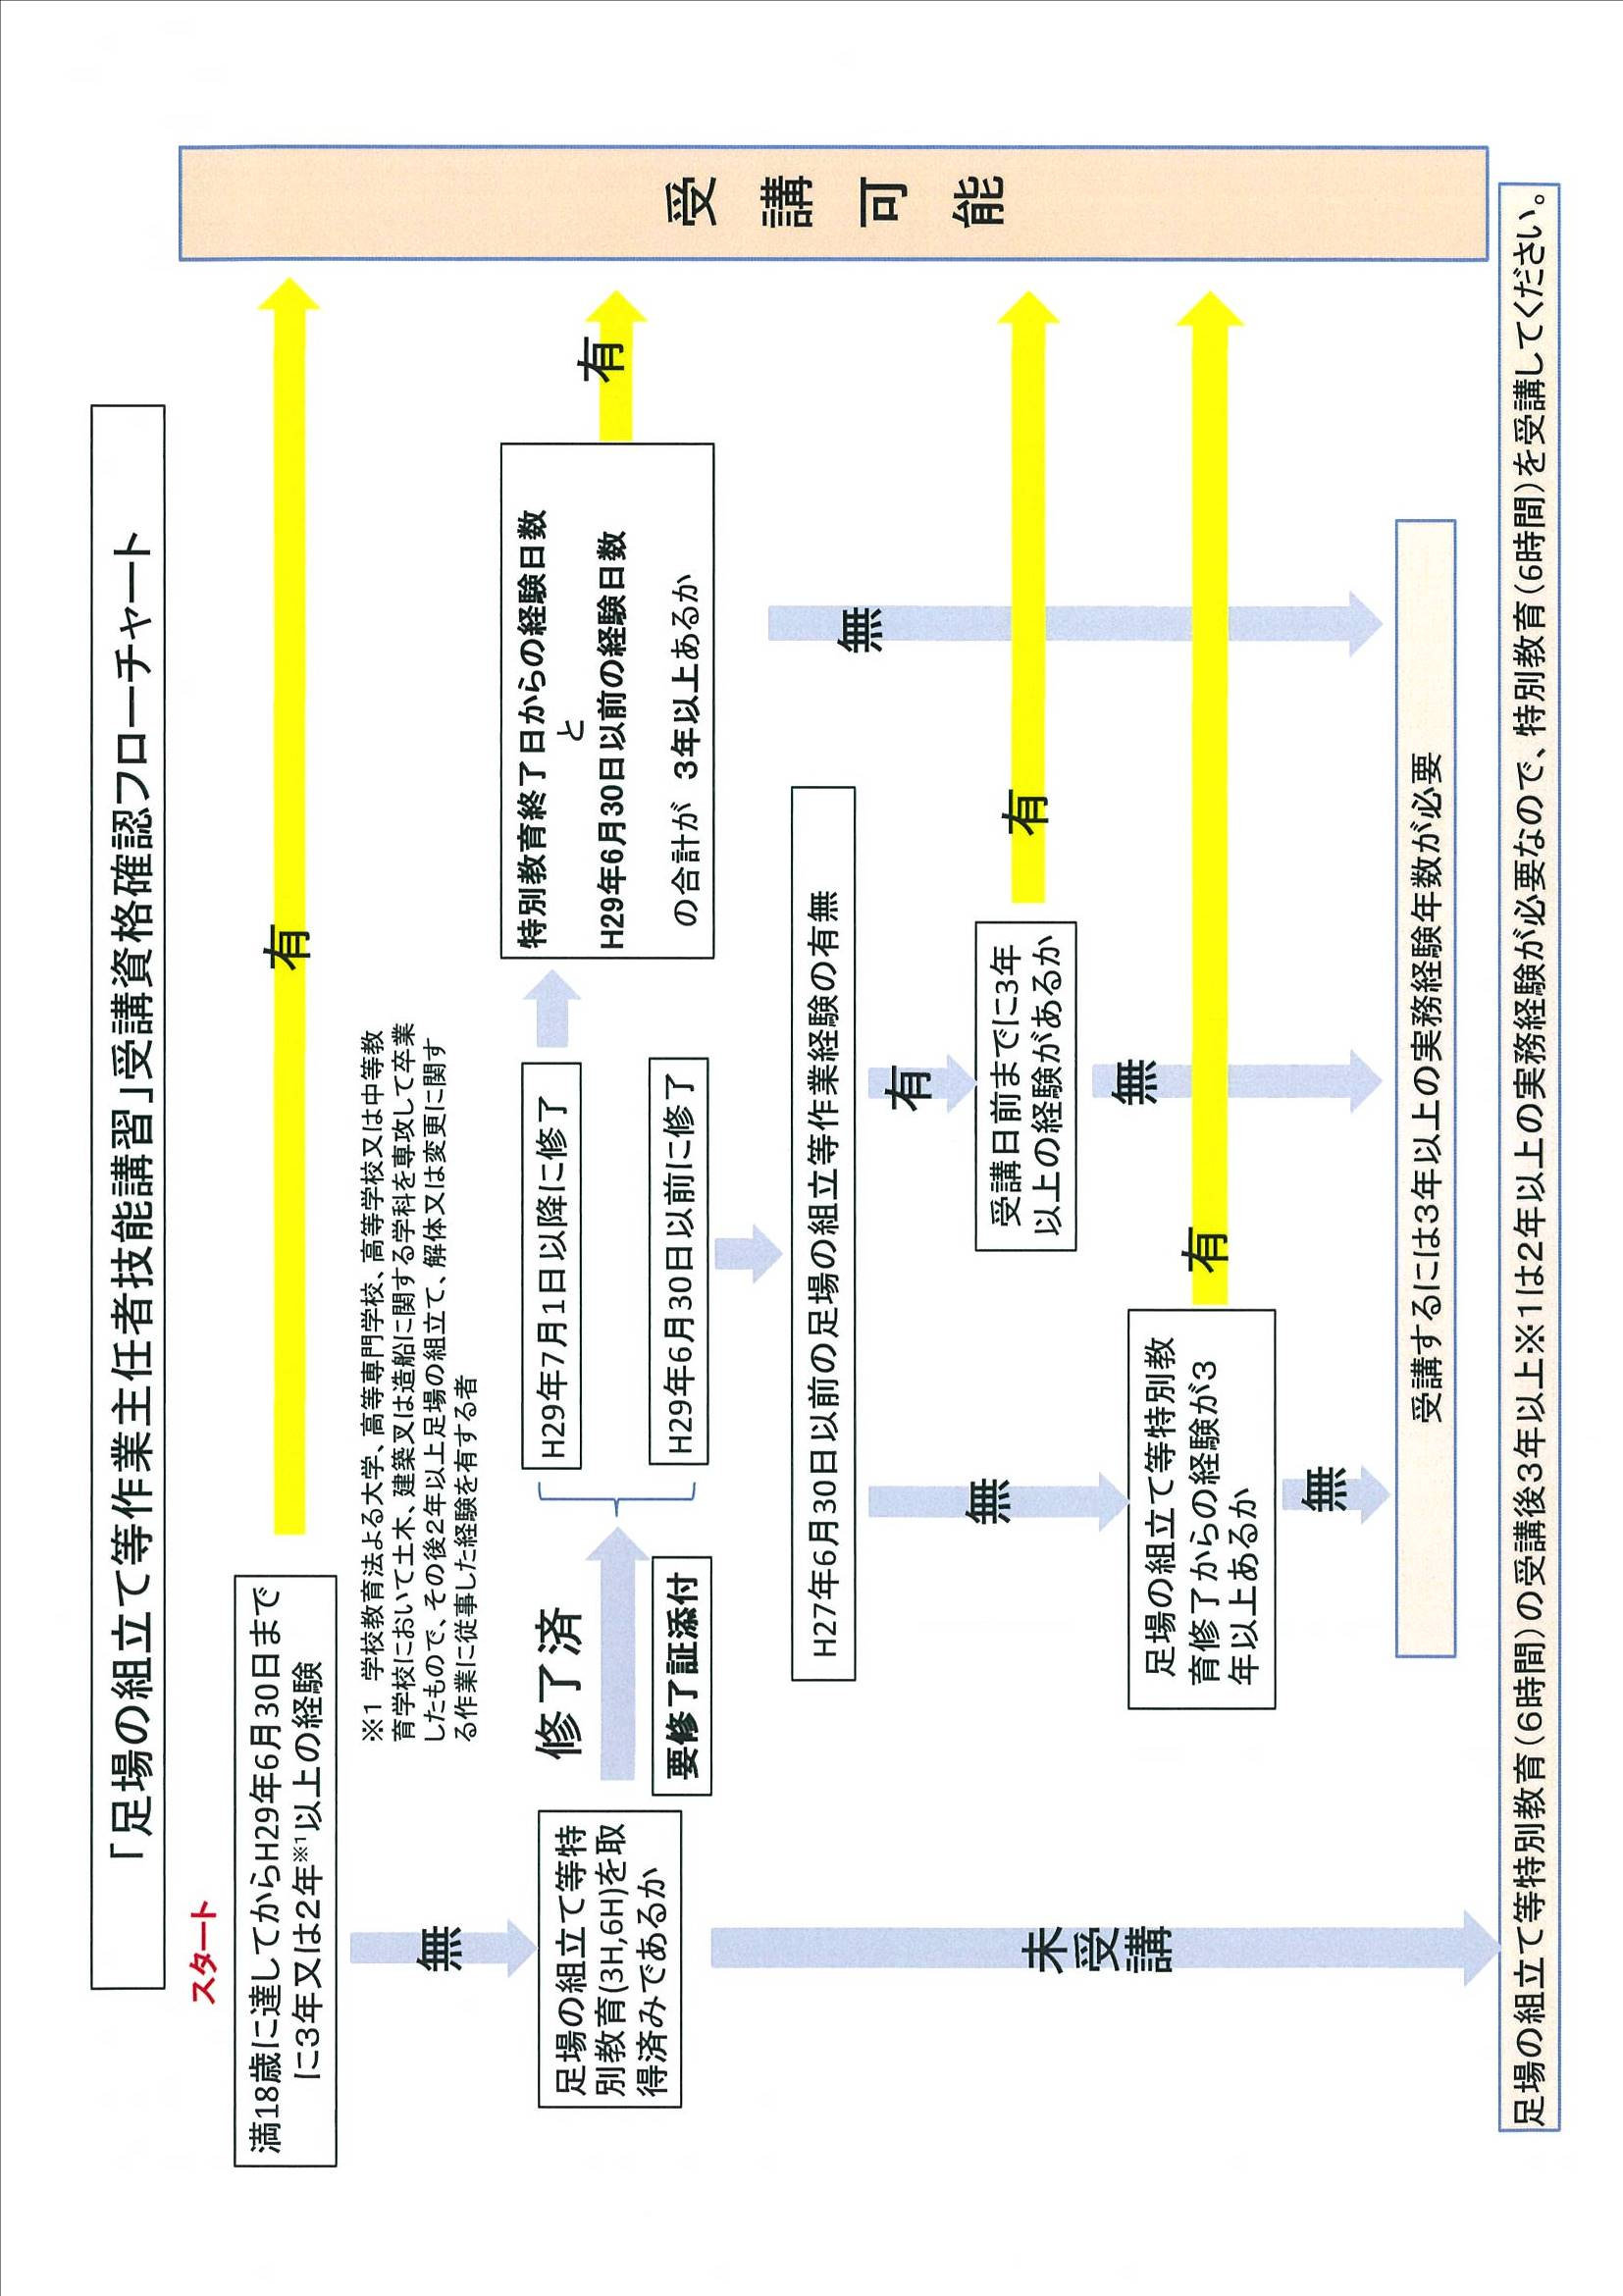 「足場の組立て等作業主任者技能講習」受講資格確認フローチャート
スタート
満18歳に達してからH29年6月30日まで
に3年又は2年※1以上の経験
有
受講可能
無
※1 学校教育法よる大学、高等専門学校、高等学校又は中等教
育学校において土木、建築又は造船に関する学科を専攻して卒業
したもので、その後2年以上足場の組立て、解体又は変更に関す
る作業に従事した経験を有する者
足場の組立て等特
別教育(3H,6H)を取
得済みであるか
修了済
要修了証添付
H29年7月1日以降に修了
H29年6月30日以前に修了
特別教育終了日からの経験日数
と
H29年6月30日以前の経験日数
の合計が 3年以上あるか
有
無
H27年6月30日以前の足場の組立等作業経験の有無
有
受講日前までに3年
以上の経験があるか
有
無
無
足場の組立て等特別教
育修了からの経験が3
年以上あるか
有
無
未受講
受講するには3年以上の実務経験年数が必要
足場の組立て等特別教育(6時間)の受講後3年以上※1は2年以上の実務経験が必要なので、特別教育(6時間)を受講してください。